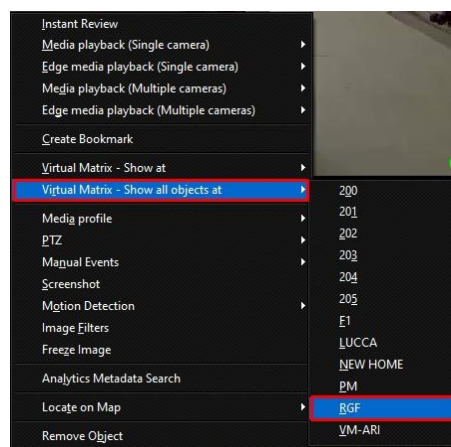 Instant Review
Media playback (Single camera)
Edge media playback (Single camera)
Media playback (Multiple cameras)
Edge media playback (Multiple cameras)
Create Bookmark
Virtual Matrix - Show at
Virtual Matrix - Show all objects at
Media profile
PTZ
Manual Events
Screenshot
Motion Detection
Image Filters
Freeze Image
Analytics Metadata Search
Locate on Map
Remove Object
200
201
202
203
204
205
F1
LUCCA
NEW HOME
PM
RGF
VM-ARI